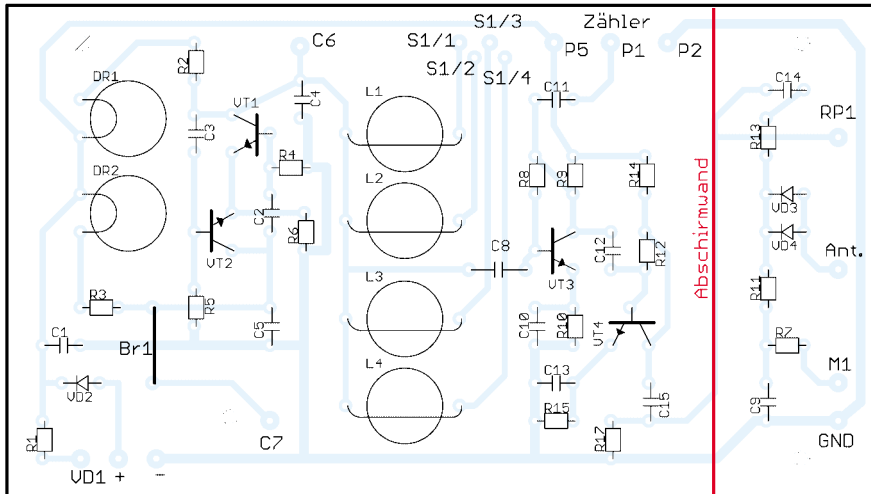 S1/3
Zähler
C6
S1/1
P5
P1
P2
S1/2
S1/4
R2
DR1
VT1
C4
L1
C11
C14
RP1
C3
R13
R4
DR2
L2
R8
R9
R14
C2
R6
VD3
VT2
C8
C12
R12
VD4
Ant.
L3
VT3
Abschirmwand
R11
R3
R5
C1
Br1
C5
C10
R10
VT4
R7
L4
C13
M1
VD2
C15
C9
R15
R1
C7
R17
GND
VD1 + -